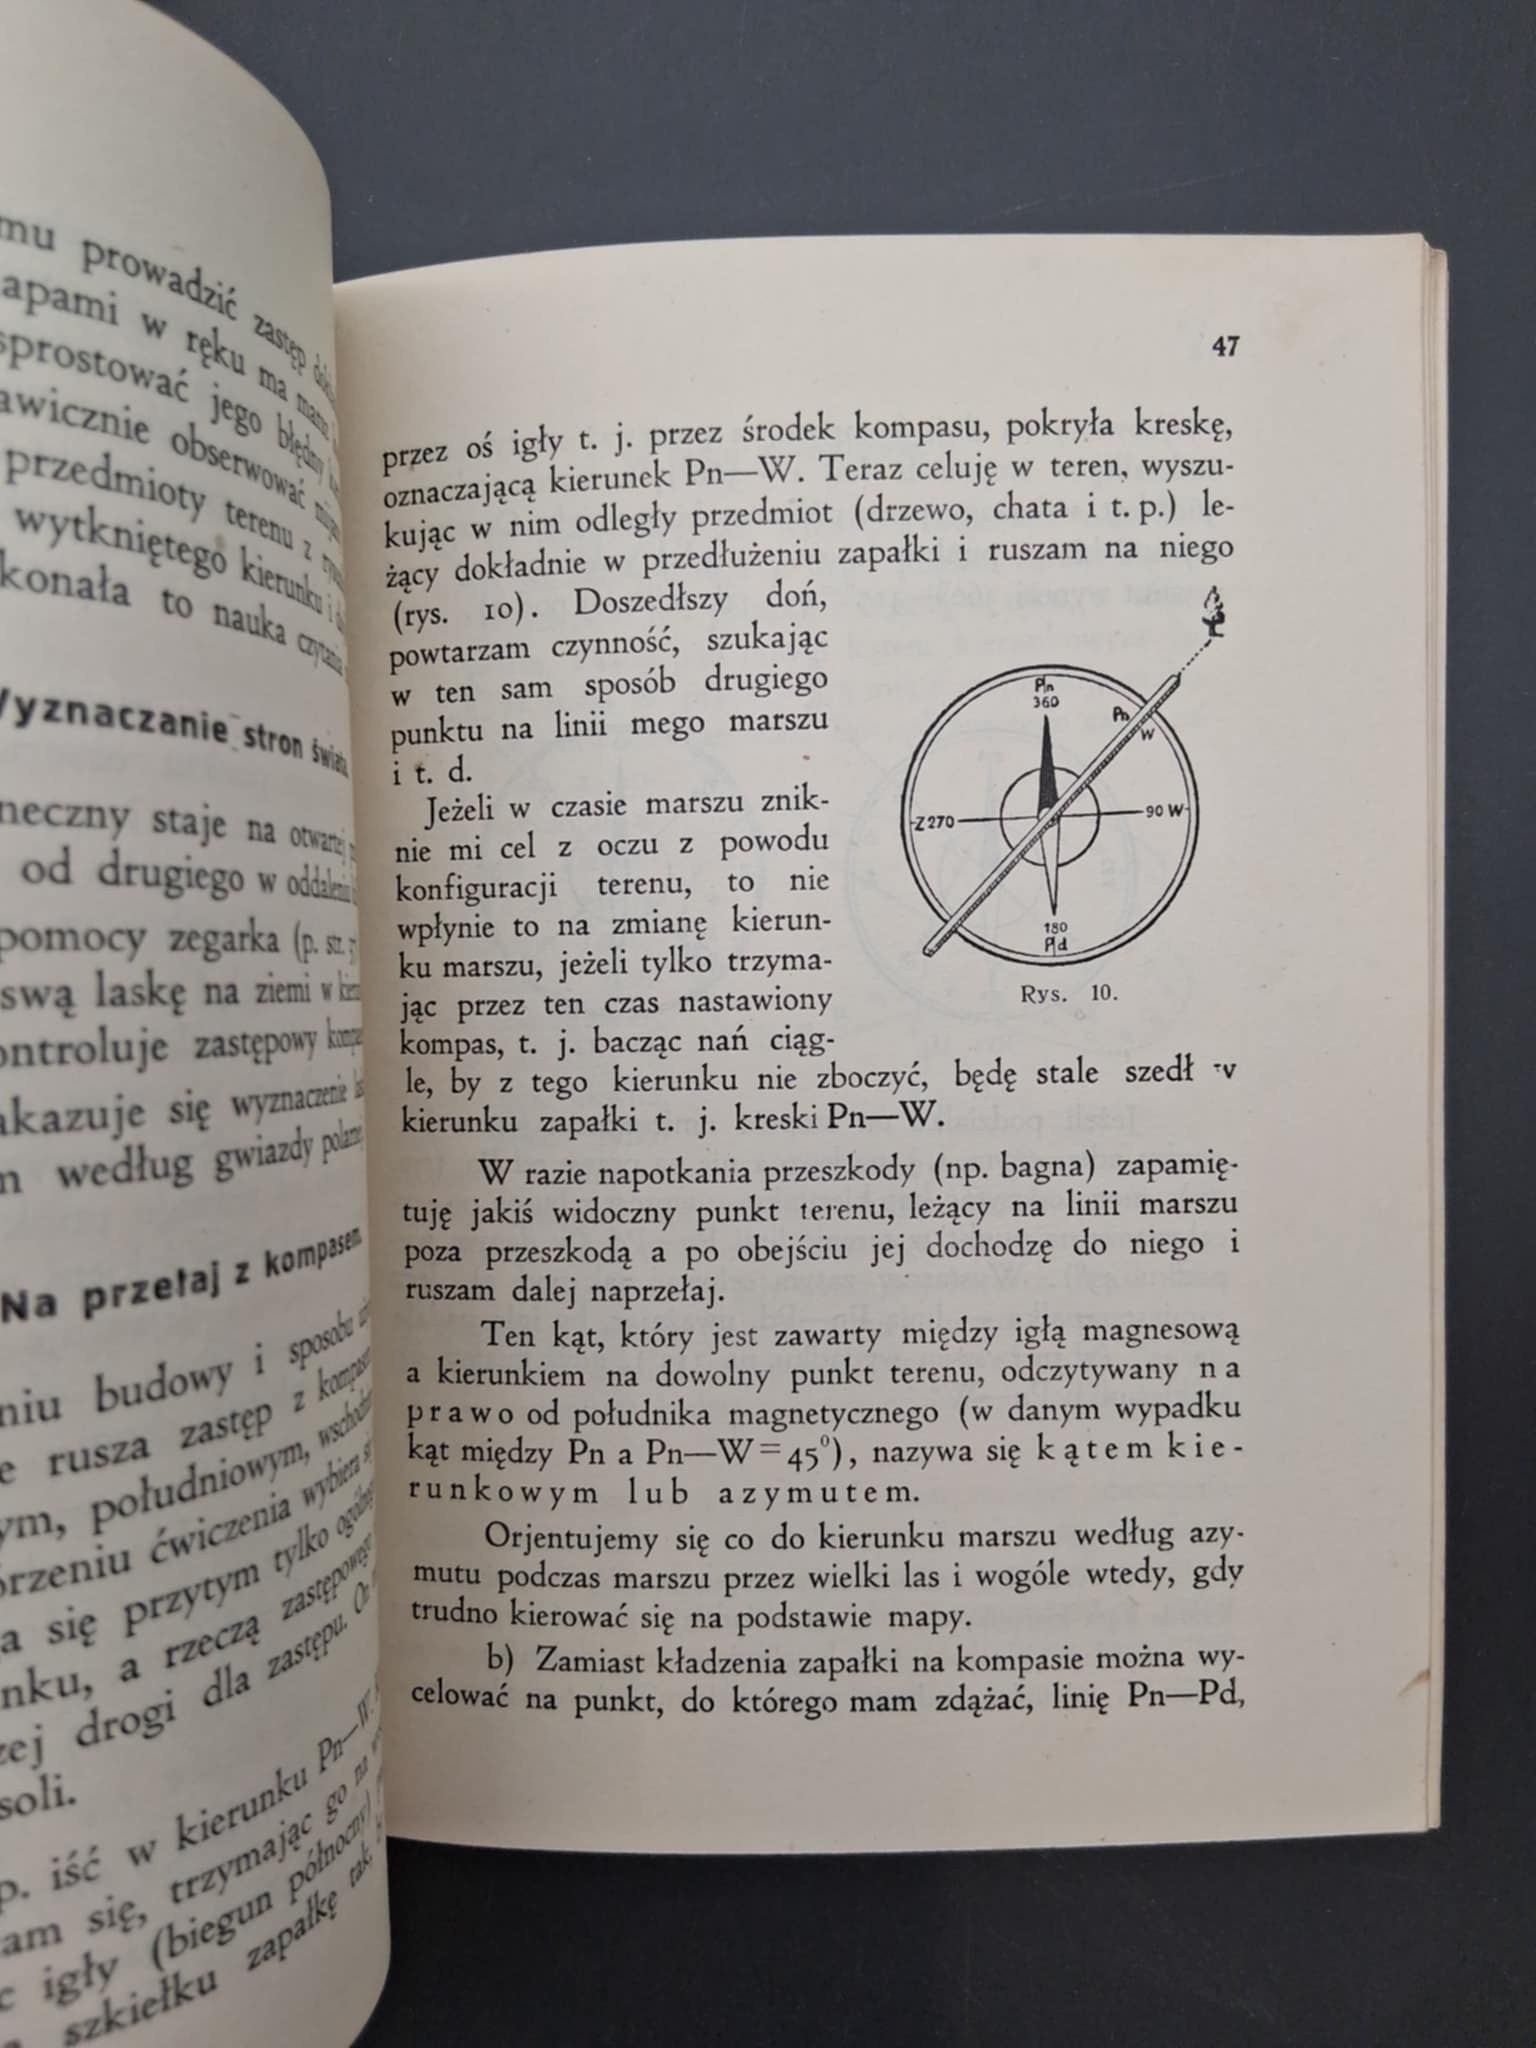 mu prowadzić zastęp
apami w ręku ma
sprostować jego błędny
awicznie obserwować
przedmioty terenu z
wytkniętego kierunku i
konała to nauka czytania
Wyznaczanie stron świata.
neczny staje na otwartej
od drugiego w oddaleniu
pomocy zegarka (p. str.
swą laskę na ziemi w
ontroluje zastępowy
akazuje się wyznaczenie
m według gwiazdy
Na przełaj z kompasem.
niu budowy i sposobu
e rusza zastęp z
ym, południowym,
órzeniu ćwiczenia wybiera
a się przytym tylko
nku, a rzeczą zastępowego
zej drogi dla zastępu.
soli.
p. iść w kierunku Pn—W.
am się, trzymając go na
c igły (biegun północny)
szkiełku zapałkę tak,
47
przez oś igły t. j. przez środek kompasu, pokryła kreskę,
oznaczającą kierunek Pn—W. Teraz celuję w teren, wyszu-
kując w nim odległy przedmiot (drzewo, chata i t. p.) le-
żący dokładnie w przedłużeniu zapałki i ruszam na niego
(rys. 10). Doszedłszy doń,
powtarzam czynność, szukając
w ten sam sposób drugiego
punktu na linii mego marszu
i t. d.
Jeżeli w czasie marszu znik-
nie mi cel z oczu z powodu
konfiguracji terenu, to nie
wpłynie to na zmianę kierun-
ku marszu, jeżeli tylko trzyma-
jąc przez ten czas nastawiony
kompas, t. j. bacząc nań ciąg-
le, by z tego kierunku nie zboczyć, będę stale szedł w
kierunku zapałki t. j. kreski Pn—W.
Pn
360
Pn
W
Z 270
90 W
180
Pd
Rys. 10.
W razie napotkania przeszkody (np. bagna) zapamię-
tuję jakiś widoczny punkt terenu, leżący na linii marszu
poza przeszkodą a po obejściu jej dochodzę do niego i
ruszam dalej naprzełaj.
Ten kąt, który jest zawarty między igłą magnesową
a kierunkiem na dowolny punkt terenu, odczytywany na
prawo od południka magnetycznego (w danym wypadku
kąt między Pn a Pn—W=45⁰), nazywa się kątem kie-
runkowym lub azymutem.
Orjentujemy się co do kierunku marszu według azy-
mutu podczas marszu przez wielki las i wogóle wtedy, gdy
trudno kierować się na podstawie mapy.
b) Zamiast kładzenia zapałki na kompasie można wy-
celować na punkt, do którego mam zdążać, linię Pn—Pd,